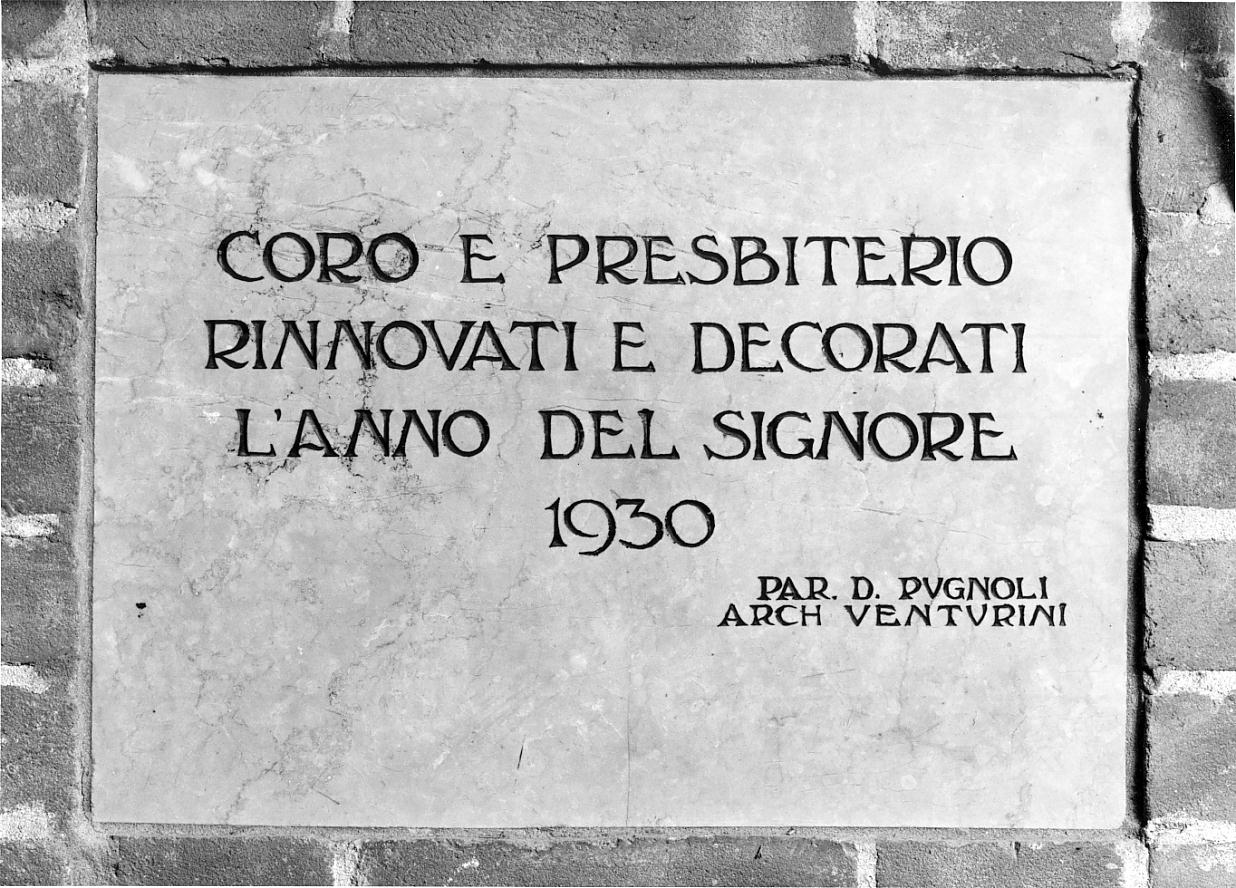 CORO E PRESBITERIO
RINNOVATI E DECORATI
L'ANNO DEL SIGNORE
1930
PAR. D. PVGNOLI
ARCH VENTVRINI